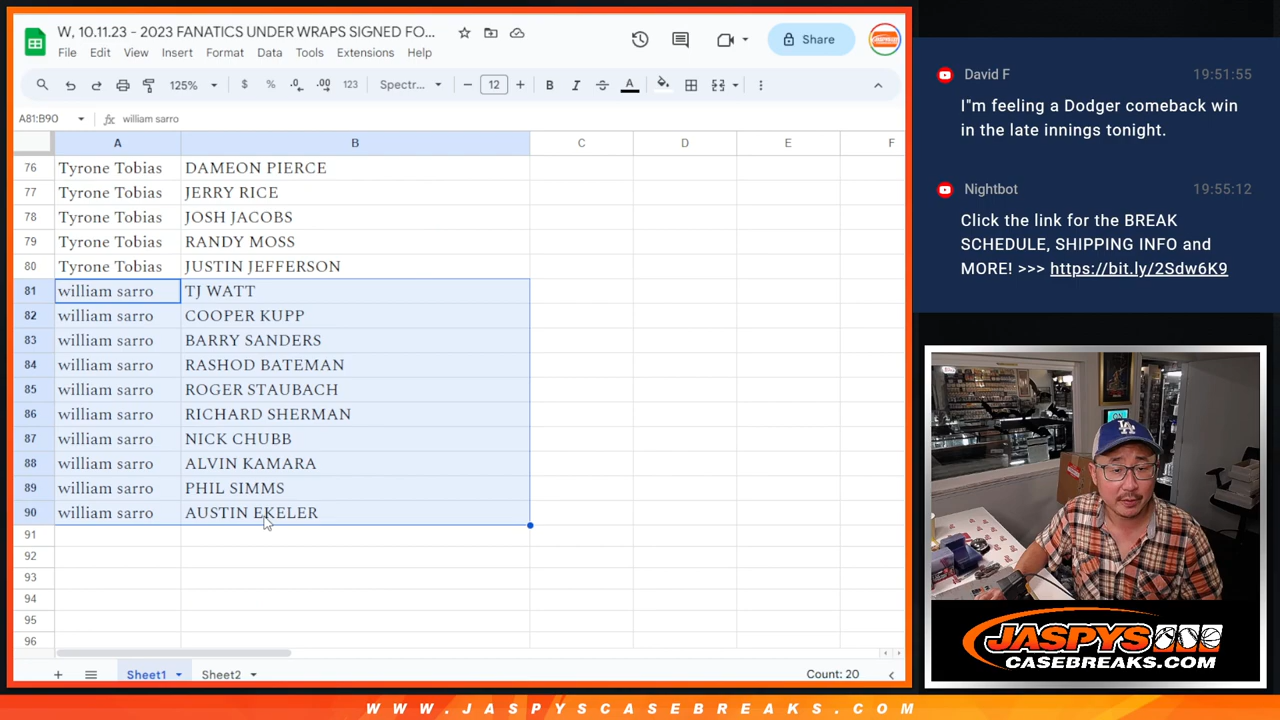 W, 10.11.23 - 2023 FANATICS UNDER WRAPS SIGNED FO...
File Edit View Insert Format Data Tools Extensions Help
Share
125% $ % .0 .00 123 Spectr... 12 B I S A
A81:B90 fx william sarro
A B C D E F
76 Tyrone Tobias DAMEON PIERCE
77 Tyrone Tobias JERRY RICE
78 Tyrone Tobias JOSH JACOBS
79 Tyrone Tobias RANDY MOSS
80 Tyrone Tobias JUSTIN JEFFERSON
81 william sarro TJ WATT
82 william sarro COOPER KUPP
83 william sarro BARRY SANDERS
84 william sarro RASHOD BATEMAN
85 william sarro ROGER STAUBACH
86 william sarro RICHARD SHERMAN
87 william sarro NICK CHUBB
88 william sarro ALVIN KAMARA
89 william sarro PHIL SIMMS
90 william sarro AUSTIN EKELER
91
92
93
94
95
96
+ Sheet1 Sheet2 Count: 20
David F 19:51:55
I"m feeling a Dodger comeback win
in the late innings tonight.
Nightbot 19:55:12
Click the link for the BREAK
SCHEDULE, SHIPPING INFO and
MORE! >>> https://bit.ly/2Sdw6K9
LA
JASPYS
CASEBREAKS.COM
WWW.JASPYSCASEBREAKS.COM